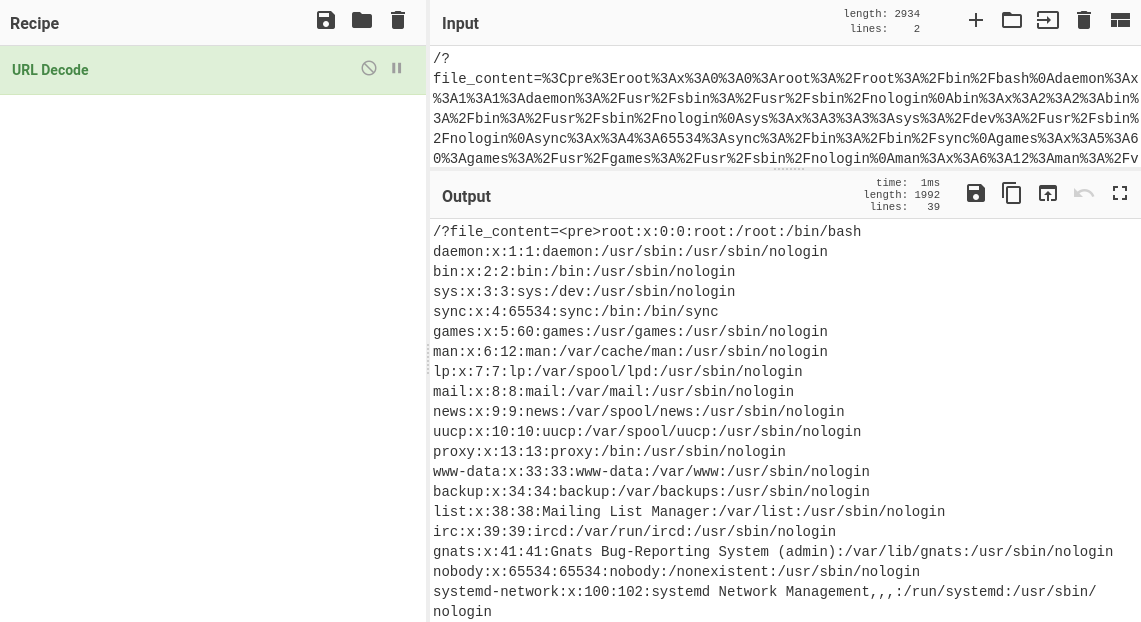 Recipe
URL Decode
Input
length: 2934
lines: 2
/?
file_content=%3Cpre%3Eroot%3Ax%3A0%3A0%3Aroot%3A%2Froot%3A%2Fbin%2Fbash%0Adaemon%3Ax
%3A1%3A1%3Adaemon%3A%2Fusr%2Fsbin%3A%2Fusr%2Fsbin%2Fnologin%0Abin%3Ax%3A2%3A2%3Abin%
3A%2Fbin%3A%2Fusr%2Fsbin%2Fnologin%0Asys%3Ax%3A3%3A3%3Asys%3A%2Fdev%3A%2Fusr%2Fsbin%
2Fnologin%0Async%3Ax%3A4%3A65534%3Async%3A%2Fbin%3A%2Fbin%2Fsync%0Agames%3Ax%3A5%3A6
0%3Agames%3A%2Fusr%2Fgames%3A%2Fusr%2Fsbin%2Fnologin%0Aman%3Ax%3A6%3A12%3Aman%3A%2Fv
Output
time: 1ms
length: 1992
lines: 39
/?file_content=<pre>root:x:0:0:root:/root:/bin/bash
daemon:x:1:1:daemon:/usr/sbin:/usr/sbin/nologin
bin:x:2:2:bin:/bin:/usr/sbin/nologin
sys:x:3:3:sys:/dev:/usr/sbin/nologin
sync:x:4:65534:sync:/bin:/bin/sync
games:x:5:60:games:/usr/games:/usr/sbin/nologin
man:x:6:12:man:/var/cache/man:/usr/sbin/nologin
lp:x:7:7:lp:/var/spool/lpd:/usr/sbin/nologin
mail:x:8:8:mail:/var/mail:/usr/sbin/nologin
news:x:9:9:news:/var/spool/news:/usr/sbin/nologin
uucp:x:10:10:uucp:/var/spool/uucp:/usr/sbin/nologin
proxy:x:13:13:proxy:/bin:/usr/sbin/nologin
www-data:x:33:33:www-data:/var/www:/usr/sbin/nologin
backup:x:34:34:backup:/var/backups:/usr/sbin/nologin
list:x:38:38:Mailing List Manager:/var/list:/usr/sbin/nologin
irc:x:39:39:ircd:/var/run/ircd:/usr/sbin/nologin
gnats:x:41:41:Gnats Bug-Reporting System (admin):/var/lib/gnats:/usr/sbin/nologin
nobody:x:65534:65534:nobody:/nonexistent:/usr/sbin/nologin
systemd-network:x:100:102:systemd Network Management,,,:/run/systemd:/usr/sbin/
nologin